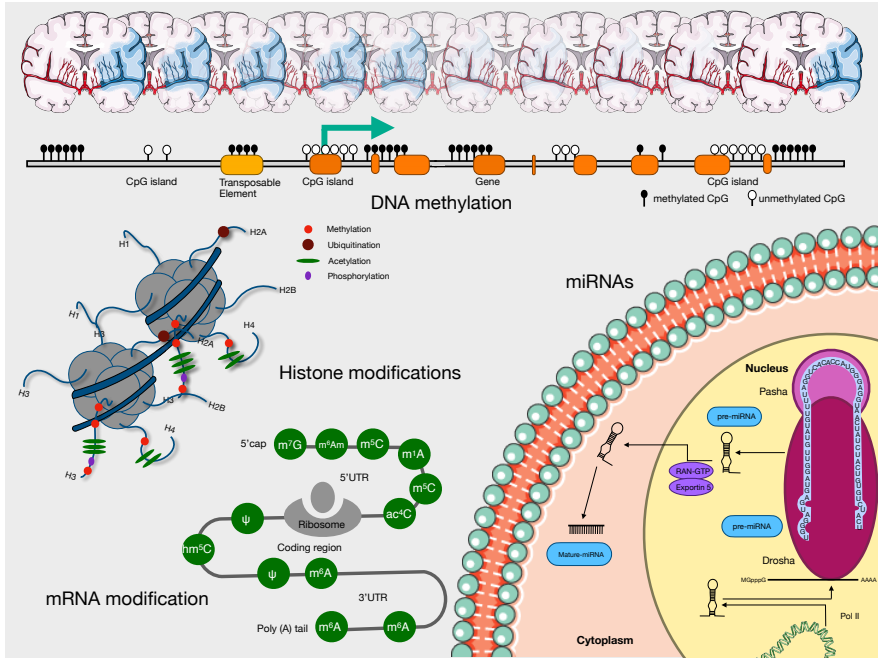 CpG island
Transposable
Element
CpG island
Gene
CpG island
DNA methylation
methylated CpG
unmethylated CpG
H1
H2A
Methylation
Ubiquitination
Acetylation
Phosphorylation
H2B
H1
H3
H2A
H4
H3
H3
H2B
H4
H3
Histone modifications
5'cap
m⁷G
m⁶Am
m⁵C
m¹A
m⁵C
ac⁴C
5'UTR
Ribosome
Coding region
ψ
hm⁵C
ψ
m⁶A
3'UTR
Poly (A) tail
m⁶A
m⁶A
mRNA modification
miRNAs
Nucleus
Pasha
pre-miRNA
RAN-GTP
Exportin 5
pre-miRNA
Mature-miRNA
Drosha
MGpppG
AAAA
Pol II
Cytoplasm